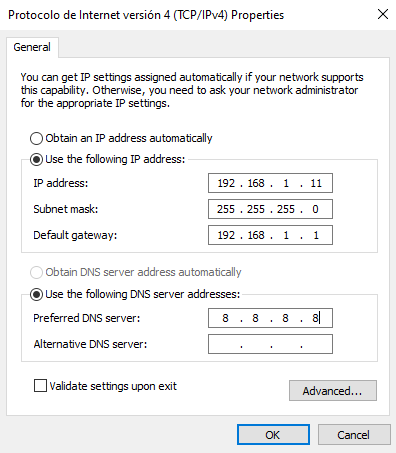 Protocolo de Internet versión 4 (TCP/IPv4) Properties
General
You can get IP settings assigned automatically if your network supports
this capability. Otherwise, you need to ask your network administrator
for the appropriate IP settings.
Obtain an IP address automatically
Use the following IP address:
IP address: 192 . 168 . 1 . 11
Subnet mask: 255 . 255 . 255 . 0
Default gateway: 192 . 168 . 1 . 1
Obtain DNS server address automatically
Use the following DNS server addresses:
Preferred DNS server: 8 . 8 . 8 . 8
Alternative DNS server: . . .
Validate settings upon exit
Advanced...
OK Cancel